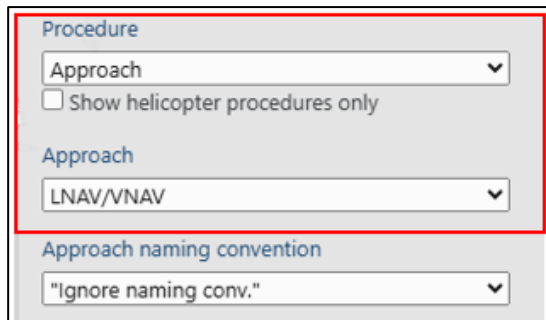 Procedure
Approach
Show helicopter procedures only
Approach
LNAV/VNAV
Approach naming convention
"Ignore naming conv."